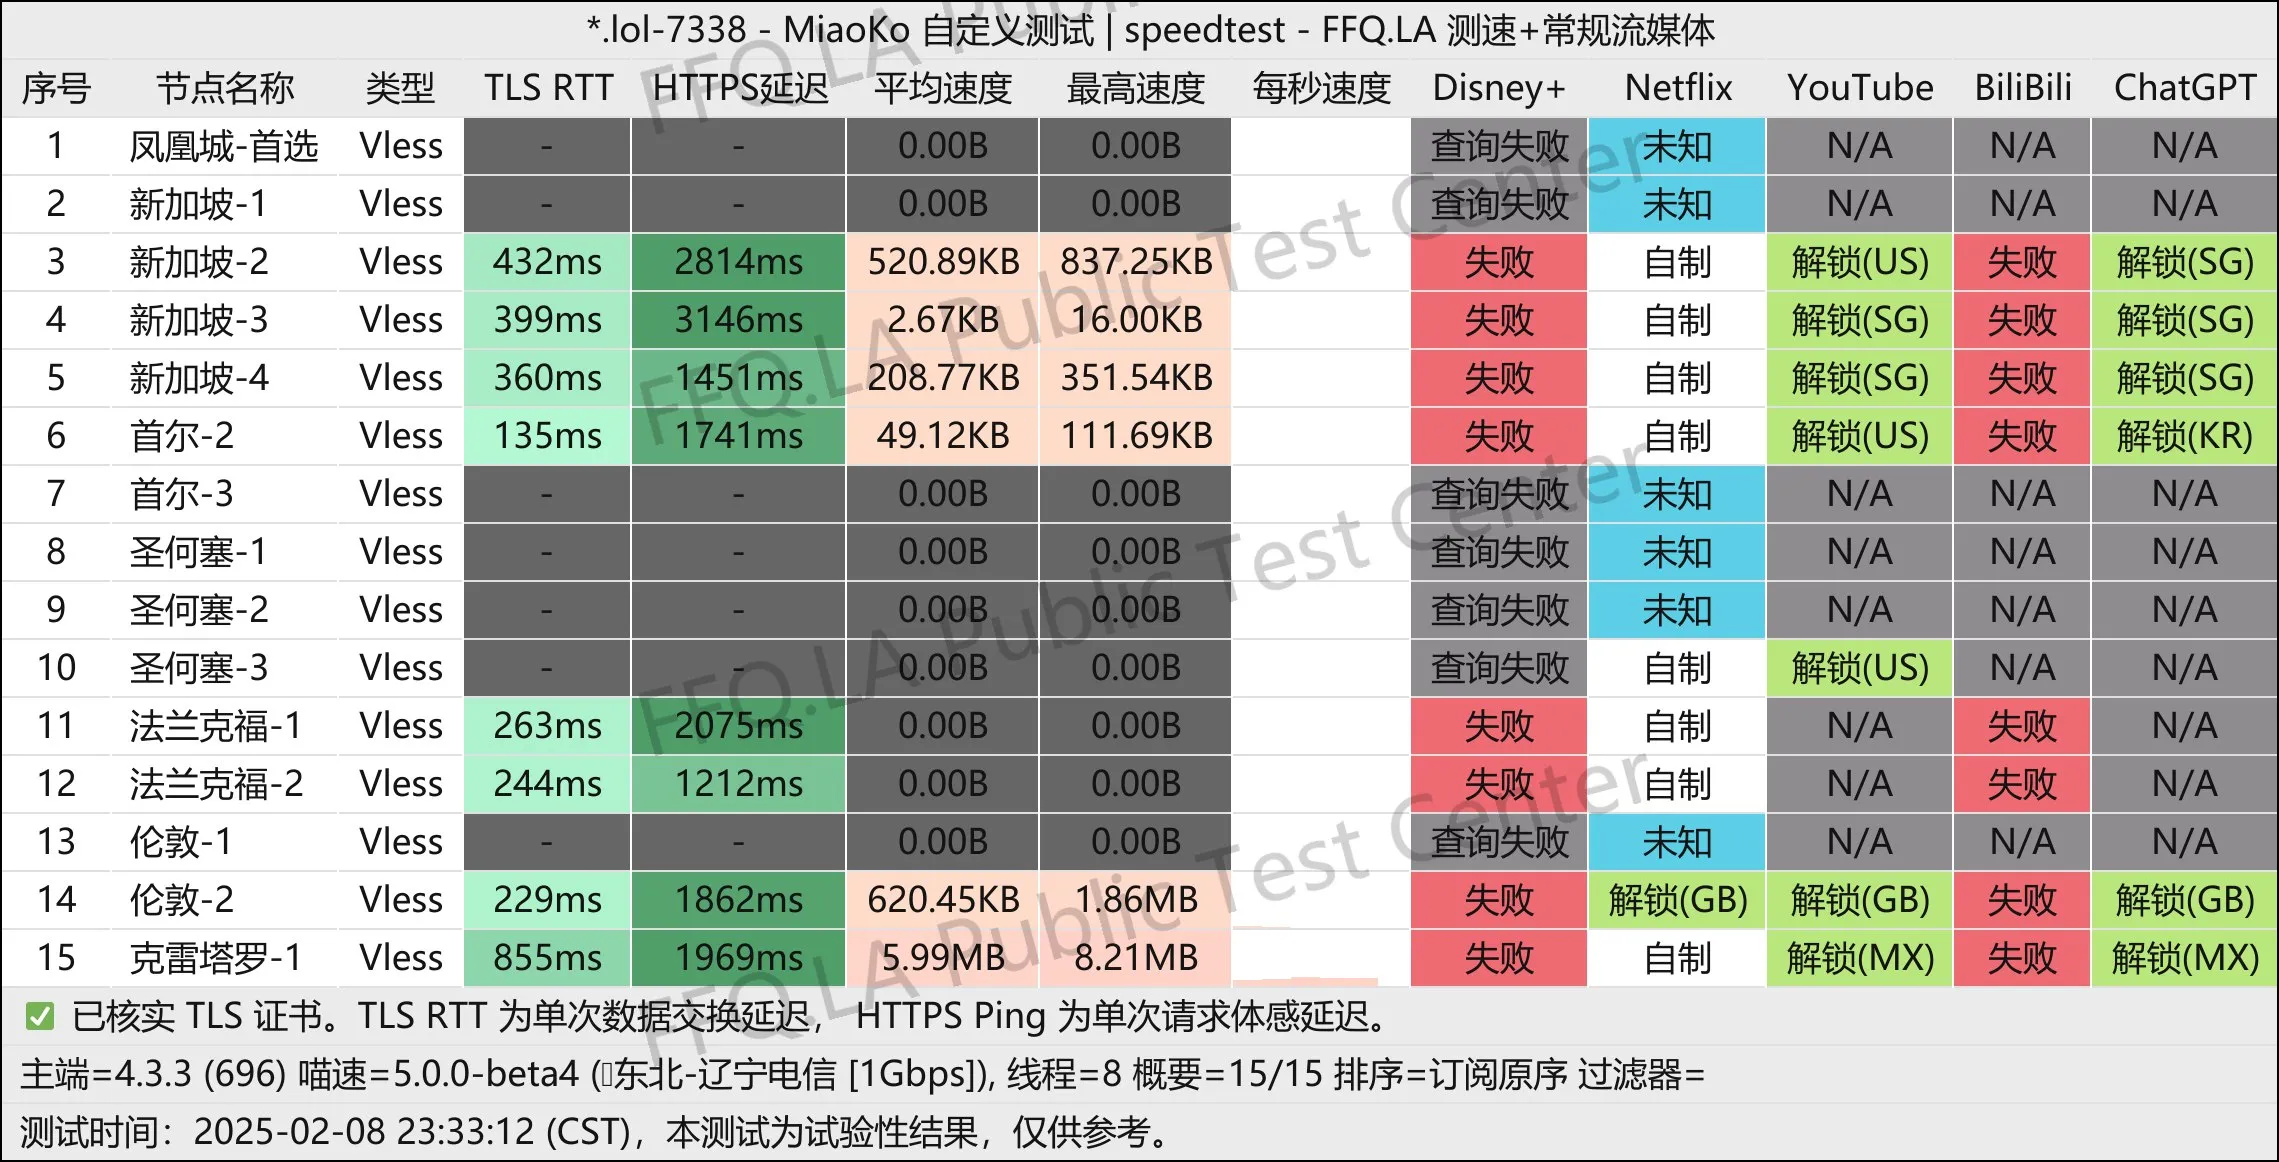 *.lol-7338 - MiaoKo 自定义测试 | speedtest - FFQ.LA 测速+常规流媒体
序号 节点名称 类型 TLS RTT HTTPS延迟 平均速度 最高速度 每秒速度 Disney+ Netflix YouTube BiliBili ChatGPT
1 凤凰城-首选 Vless - - 0.00B 0.00B 查询失败 未知 N/A N/A N/A
2 新加坡-1 Vless - - 0.00B 0.00B 查询失败 未知 N/A N/A N/A
3 新加坡-2 Vless 432ms 2814ms 520.89KB 837.25KB 失败 自制 解锁(US) 失败 解锁(SG)
4 新加坡-3 Vless 399ms 3146ms 2.67KB 16.00KB 失败 自制 解锁(SG) 失败 解锁(SG)
5 新加坡-4 Vless 360ms 1451ms 208.77KB 351.54KB 失败 自制 解锁(SG) 失败 解锁(SG)
6 首尔-2 Vless 135ms 1741ms 49.12KB 111.69KB 失败 自制 解锁(US) 失败 解锁(KR)
7 首尔-3 Vless - - 0.00B 0.00B 查询失败 未知 N/A N/A N/A
8 圣何塞-1 Vless - - 0.00B 0.00B 查询失败 未知 N/A N/A N/A
9 圣何塞-2 Vless - - 0.00B 0.00B 查询失败 未知 N/A N/A N/A
10 圣何塞-3 Vless - - 0.00B 0.00B 查询失败 自制 解锁(US) N/A N/A
11 法兰克福-1 Vless 263ms 2075ms 0.00B 0.00B 失败 自制 N/A 失败 N/A
12 法兰克福-2 Vless 244ms 1212ms 0.00B 0.00B 失败 自制 N/A 失败 N/A
13 伦敦-1 Vless - - 0.00B 0.00B 查询失败 未知 N/A N/A N/A
14 伦敦-2 Vless 229ms 1862ms 620.45KB 1.86MB 失败 解锁(GB) 解锁(GB) 失败 解锁(GB)
15 克雷塔罗-1 Vless 855ms 1969ms 5.99MB 8.21MB 失败 自制 解锁(MX) 失败 解锁(MX)
✅ 已核实 TLS 证书。TLS RTT 为单次数据交换延迟， HTTPS Ping 为单次请求体感延迟。
主端=4.3.3 (696) 喵速=5.0.0-beta4 (东北-辽宁电信 [1Gbps]), 线程=8 概要=15/15 排序=订阅原序 过滤器=
测试时间：2025-02-08 23:33:12 (CST)，本测试为试验性结果，仅供参考。
FFQ.LA Public Test Center
FFQ.LA Public Test Center
FFQ.LA Public Test Center
FFQ.LA Public Test Center